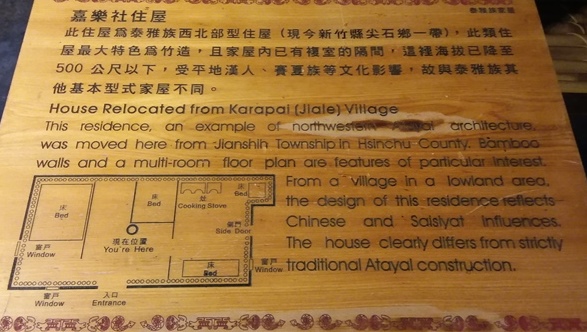 泰雅族家屋
嘉樂社住屋
此住屋爲泰雅族西北部型住屋（現今新竹縣尖石鄉一帶），此類住
屋最大特色爲竹造，且家屋內已有複室的隔間，這裡海拔已降至
500 公尺以下，受平地漢人、賽夏族等文化影響，故與泰雅族其
他基本型式家屋不同。
House Relocated from Karapai (Jiale) Village
This residence, an example of northwestern architecture,
was moved here from Jianshih Township in Hsinchu County. Bamboo
walls and a multi-room floor plan are features of particular interest.
From a village in a lowland area,
the design of this residence reflects
Chinese and Saisiyat influences.
The house clearly differs from strictly
traditional Atayal construction.
床
Bed
床
Bed
灶
Cooking Stove
床
Bed
側門
Side Door
現在位置
You're Here
窗戶
Window
床
Bed
窗戶
Window
窗戶
Window
入口
Entrance